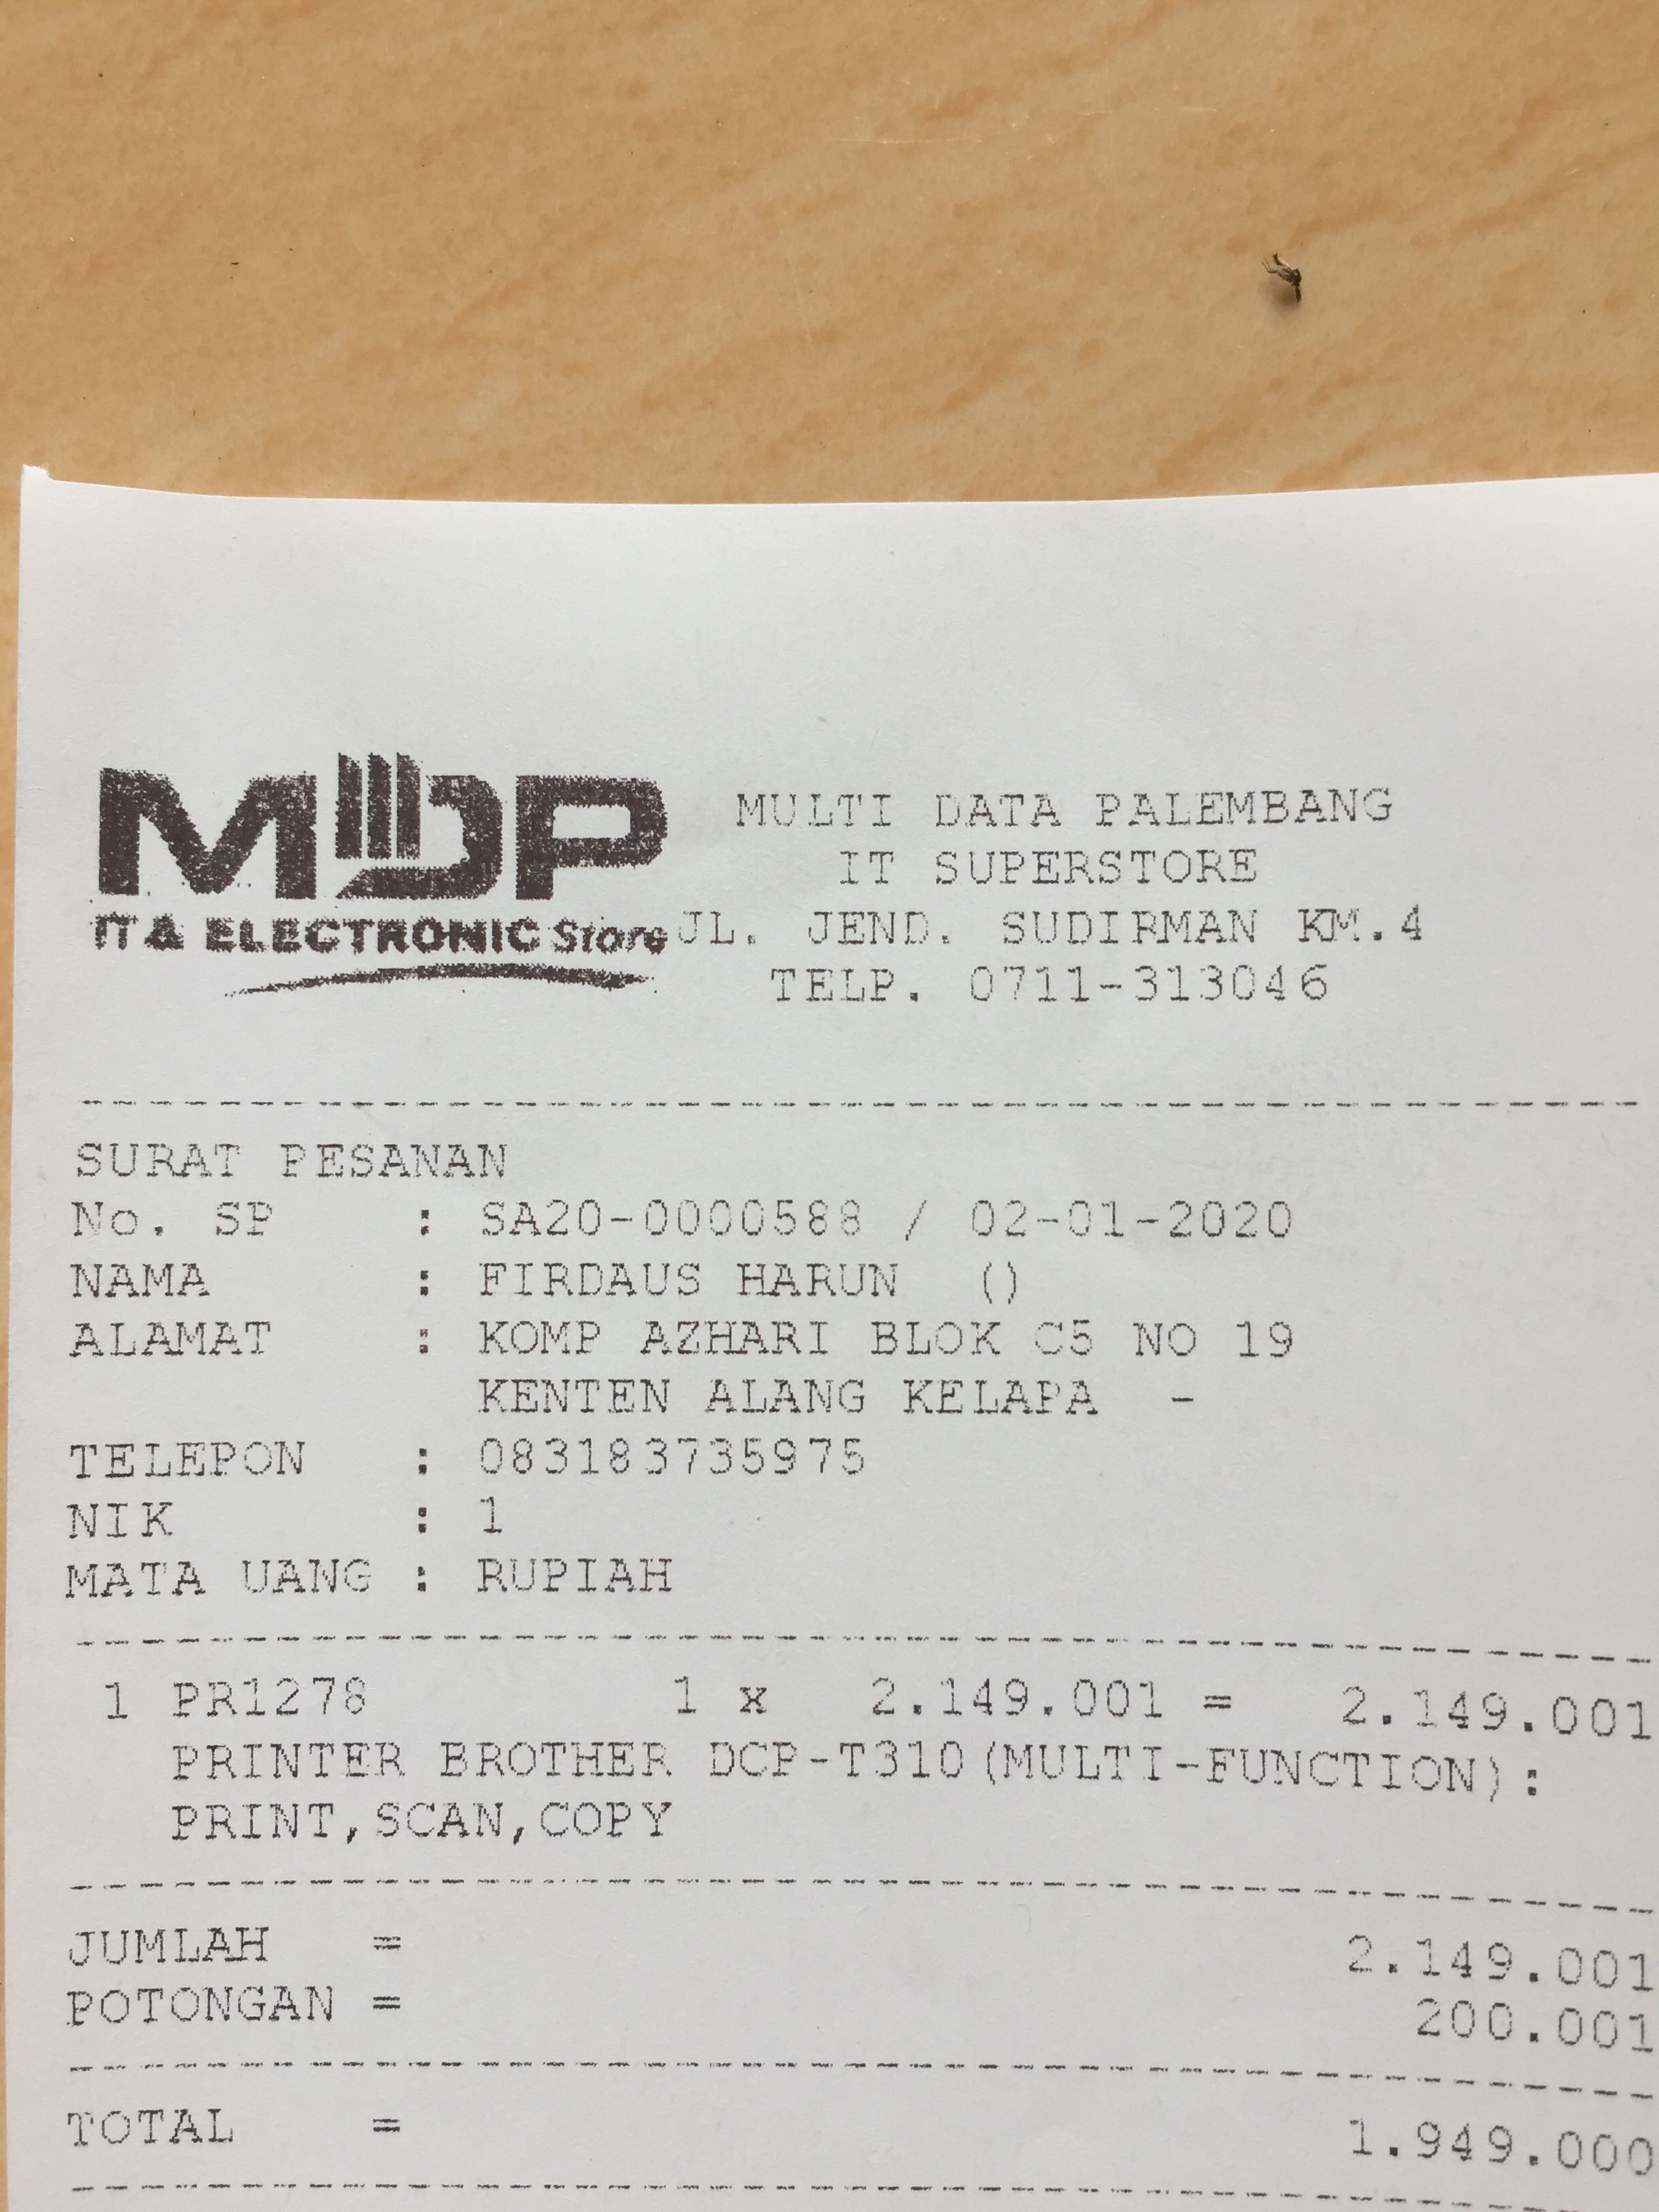 MDP
IT & ELECTRONIC Store
MULTI DATA PALEMBANG
IT SUPERSTORE
JL. JEND. SUDIRMAN KM.4
TELP. 0711-313046
SURAT PESANAN
No. SP : SA20-0000588 / 02-01-2020
NAMA : FIRDAUS HARUN ()
ALAMAT : KOMP AZHARI BLOK C5 NO 19
KENTEN ALANG KELAPA -
TELEPON : 083183735975
NIK : 1
MATA UANG : RUPIAH
1 PR1278 1 x 2.149.001 = 2.149.001
PRINTER BROTHER DCP-T310(MULTI-FUNCTION):
PRINT,SCAN,COPY
JUMLAH = 2.149.001
POTONGAN = 200.001
TOTAL = 1.949.000